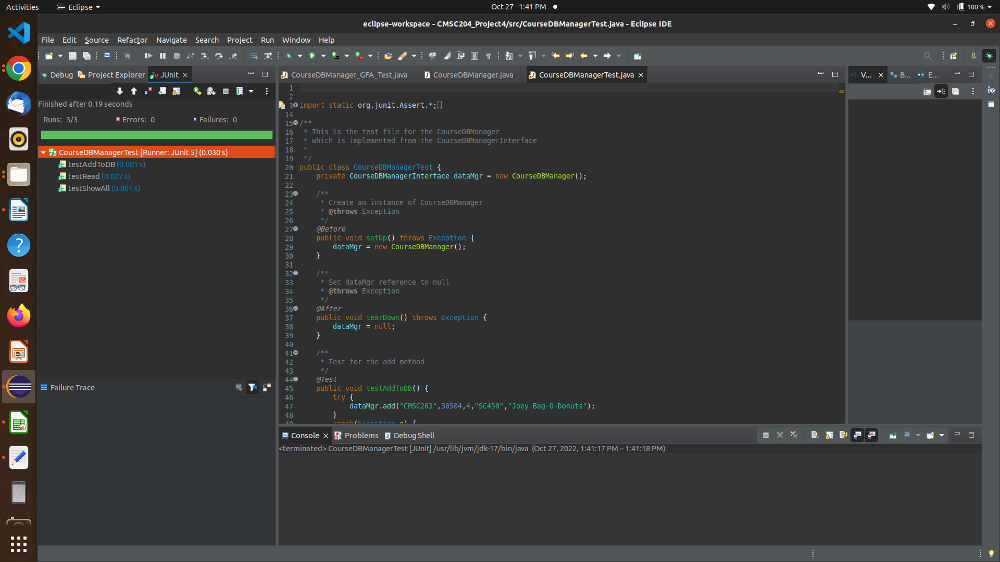 Activities
Eclipse
Oct 27 1:41 PM
100 %
eclipse-workspace - CMSC204_Project4/src/CourseDBManagerTest.java - Eclipse IDE
File Edit Source Refactor Navigate Search Project Run Window Help
Debug Project Explorer JUnit
CourseDBManager_GFA_Test.java CourseDBManager.java CourseDBManagerTest.java
V... B... E...
Finished after 0.19 seconds
Runs: 3/3 Errors: 0 Failures: 0
CourseDBManagerTest [Runner: JUnit 5] (0.030 s)
testAddToDB (0.001 s)
testRead (0.027 s)
testShowAll (0.001 s)
Failure Trace
1
2
3 import static org.junit.Assert.*;
14
15 /**
16 * This is the test file for the CourseDBManager
17 * which is implemented from the CourseDBManagerInterface
18 *
19 */
20 public class CourseDBManagerTest {
21 private CourseDBManagerInterface dataMgr = new CourseDBManager();
22
23 /**
24 * Create an instance of CourseDBManager
25 * @throws Exception
26 */
27 @Before
28 public void setUp() throws Exception {
29 dataMgr = new CourseDBManager();
30 }
31
32 /**
33 * Set dataMgr reference to null
34 * @throws Exception
35 */
36 @After
37 public void tearDown() throws Exception {
38 dataMgr = null;
39 }
40
41 /**
42 * Test for the add method
43 */
44 @Test
45 public void testAddToDB() {
46 try {
47 dataMgr.add("CMSC203",30504,4,"SC450","Joey Bag-O-Donuts");
48 }
49 catch(Exception e) {
Console Problems Debug Shell
<terminated> CourseDBManagerTest [JUnit] /usr/lib/jvm/jdk-17/bin/java (Oct 27, 2022, 1:41:17 PM – 1:41:18 PM)